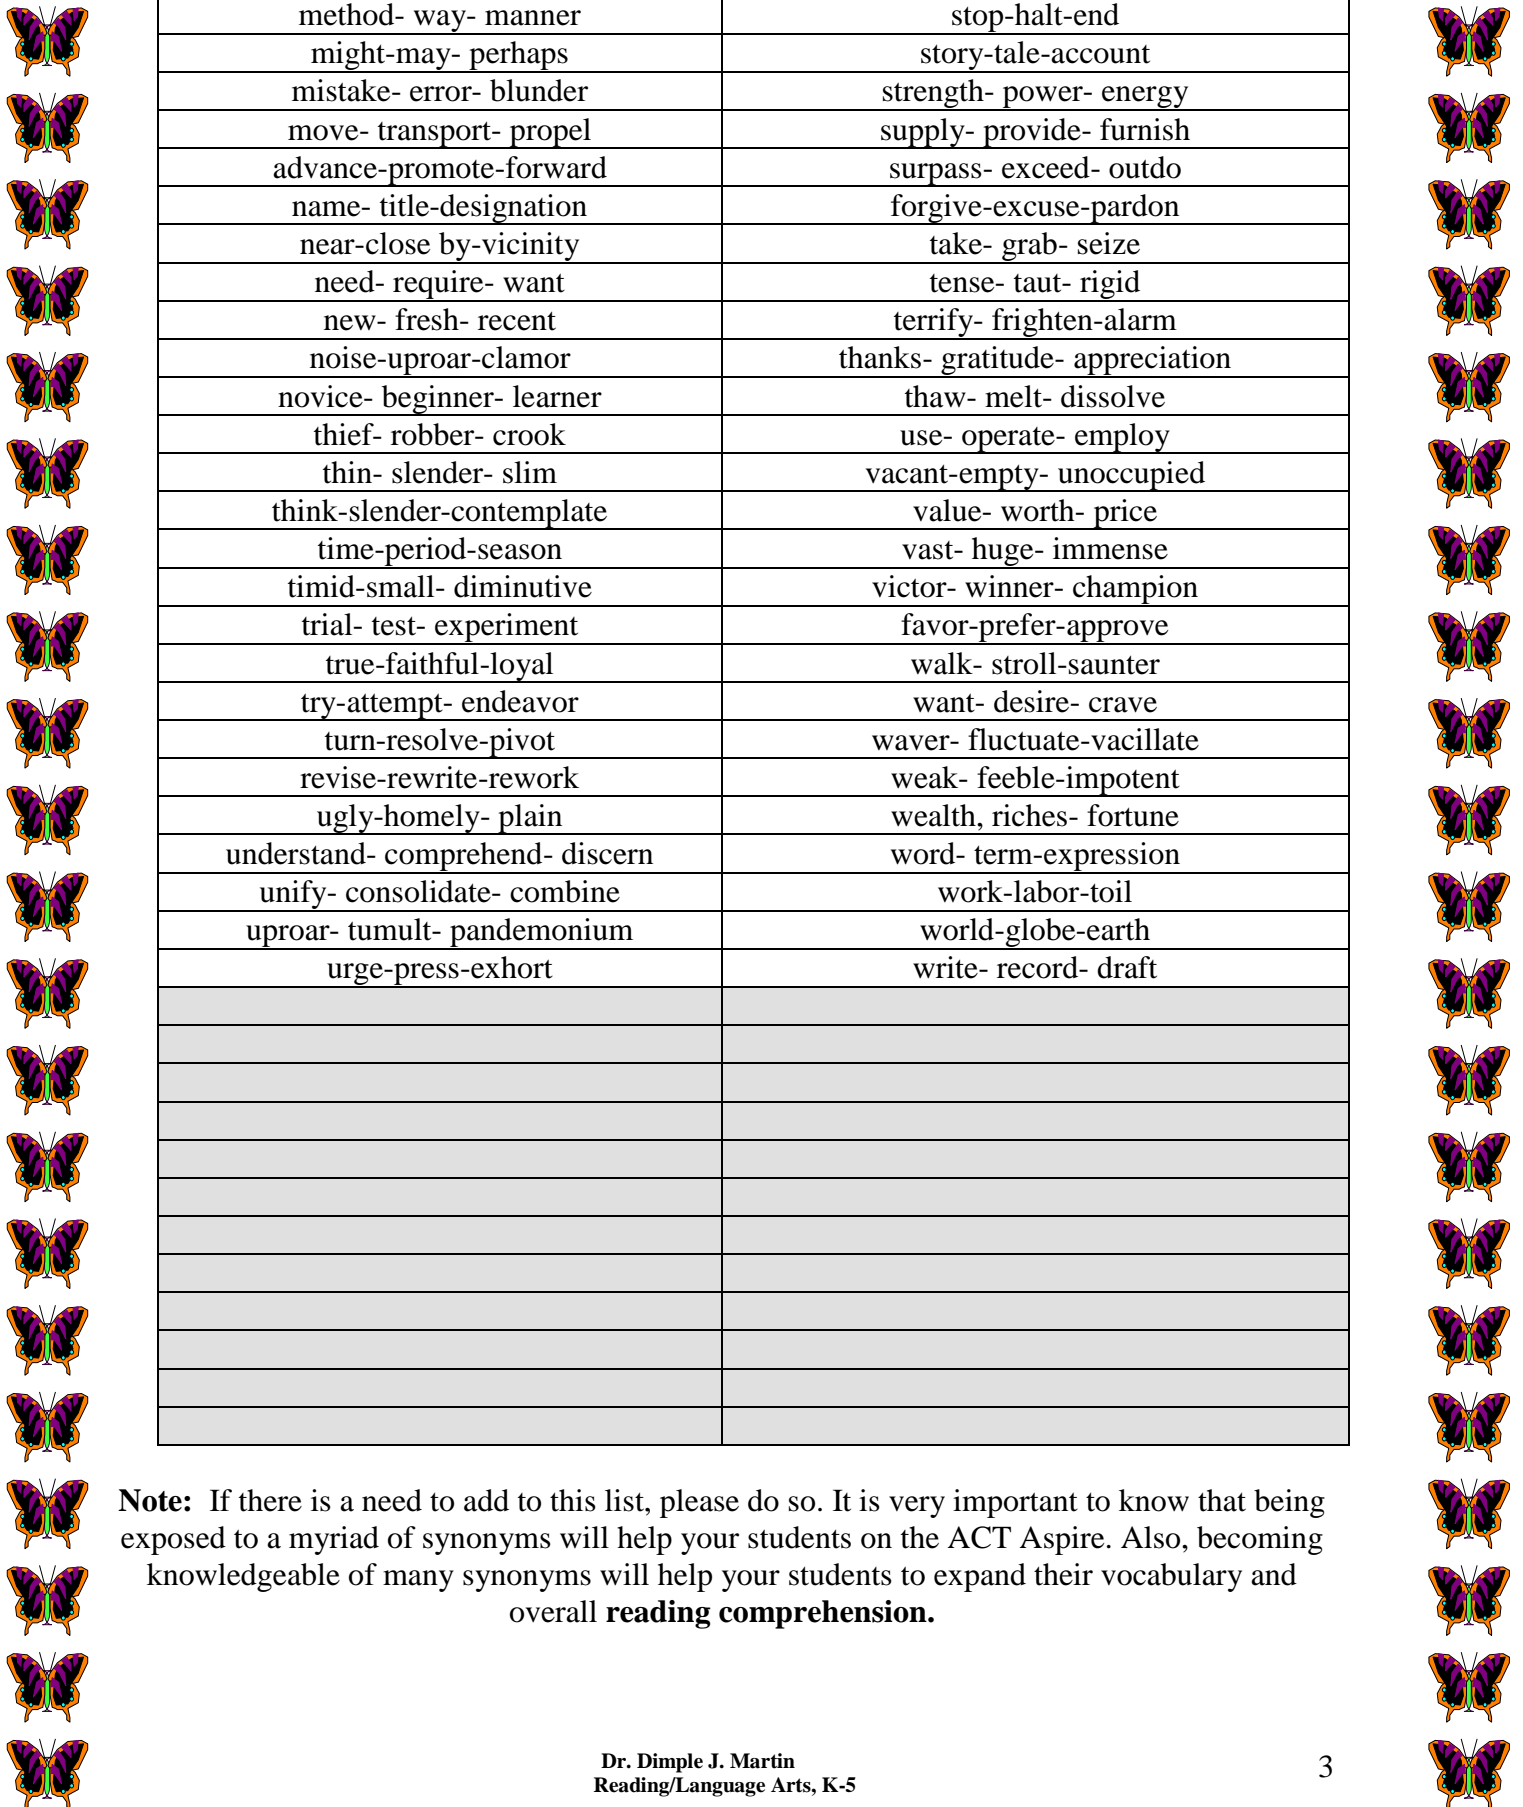 method- way- manner stop-halt-end
might-may- perhaps story-tale-account
mistake- error- blunder strength- power- energy
move- transport- propel supply- provide- furnish
advance-promote-forward surpass- exceed- outdo
name- title-designation forgive-excuse-pardon
near-close by-vicinity take- grab- seize
need- require- want tense- taut- rigid
new- fresh- recent terrify- frighten-alarm
noise-uproar-clamor thanks- gratitude- appreciation
novice- beginner- learner thaw- melt- dissolve
thief- robber- crook use- operate- employ
thin- slender- slim vacant-empty- unoccupied
think-slender-contemplate value- worth- price
time-period-season vast- huge- immense
timid-small- diminutive victor- winner- champion
trial- test- experiment favor-prefer-approve
true-faithful-loyal walk- stroll-saunter
try-attempt- endeavor want- desire- crave
turn-resolve-pivot waver- fluctuate-vacillate
revise-rewrite-rework weak- feeble-impotent
ugly-homely- plain wealth, riches- fortune
understand- comprehend- discern word- term-expression
unify- consolidate- combine work-labor-toil
uproar- tumult- pandemonium world-globe-earth
urge-press-exhort write- record- draft
Note: If there is a need to add to this list, please do so. It is very important to know that being
exposed to a myriad of synonyms will help your students on the ACT Aspire. Also, becoming
knowledgeable of many synonyms will help your students to expand their vocabulary and
overall reading comprehension.
Dr. Dimple J. Martin
Reading/Language Arts, K-5
3